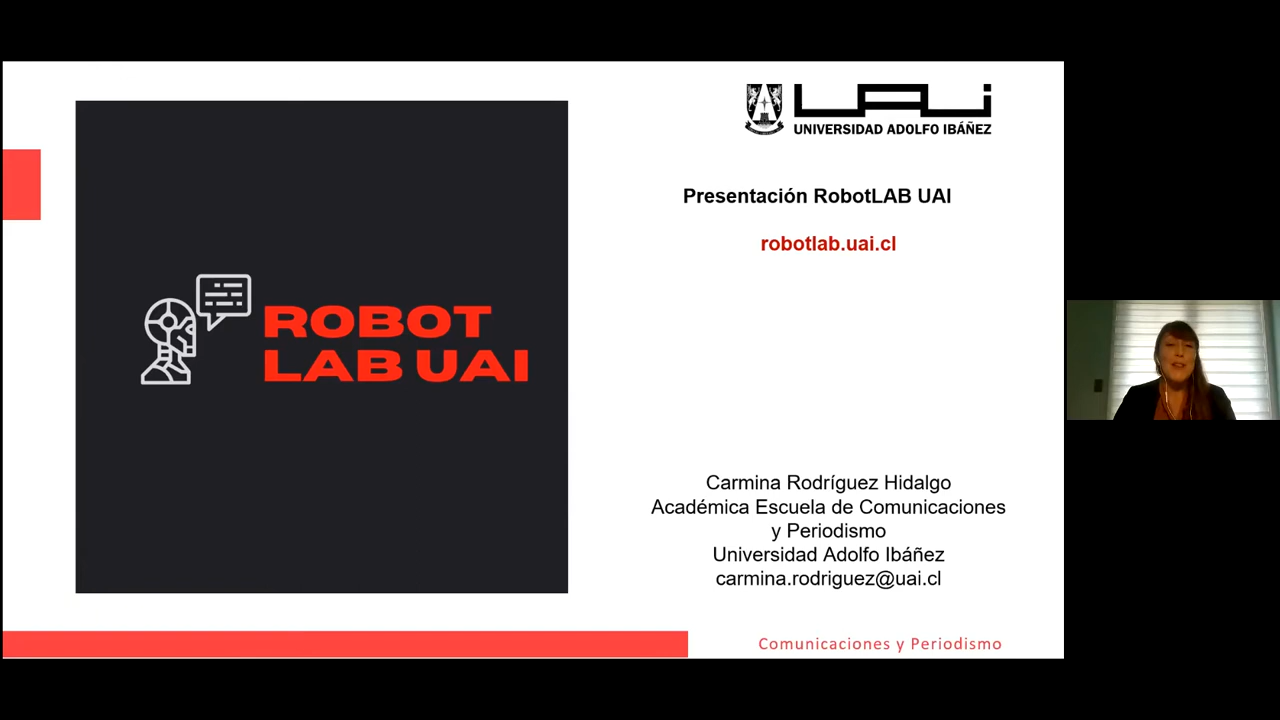 ROBOT
LAB UAI
UAi
UNIVERSIDAD ADOLFO IBÁÑEZ
Presentación RobotLAB UAI
robotlab.uai.cl
Carmina Rodríguez Hidalgo
Académica Escuela de Comunicaciones
y Periodismo
Universidad Adolfo Ibáñez
carmina.rodriguez@uai.cl
Comunicaciones y Periodismo